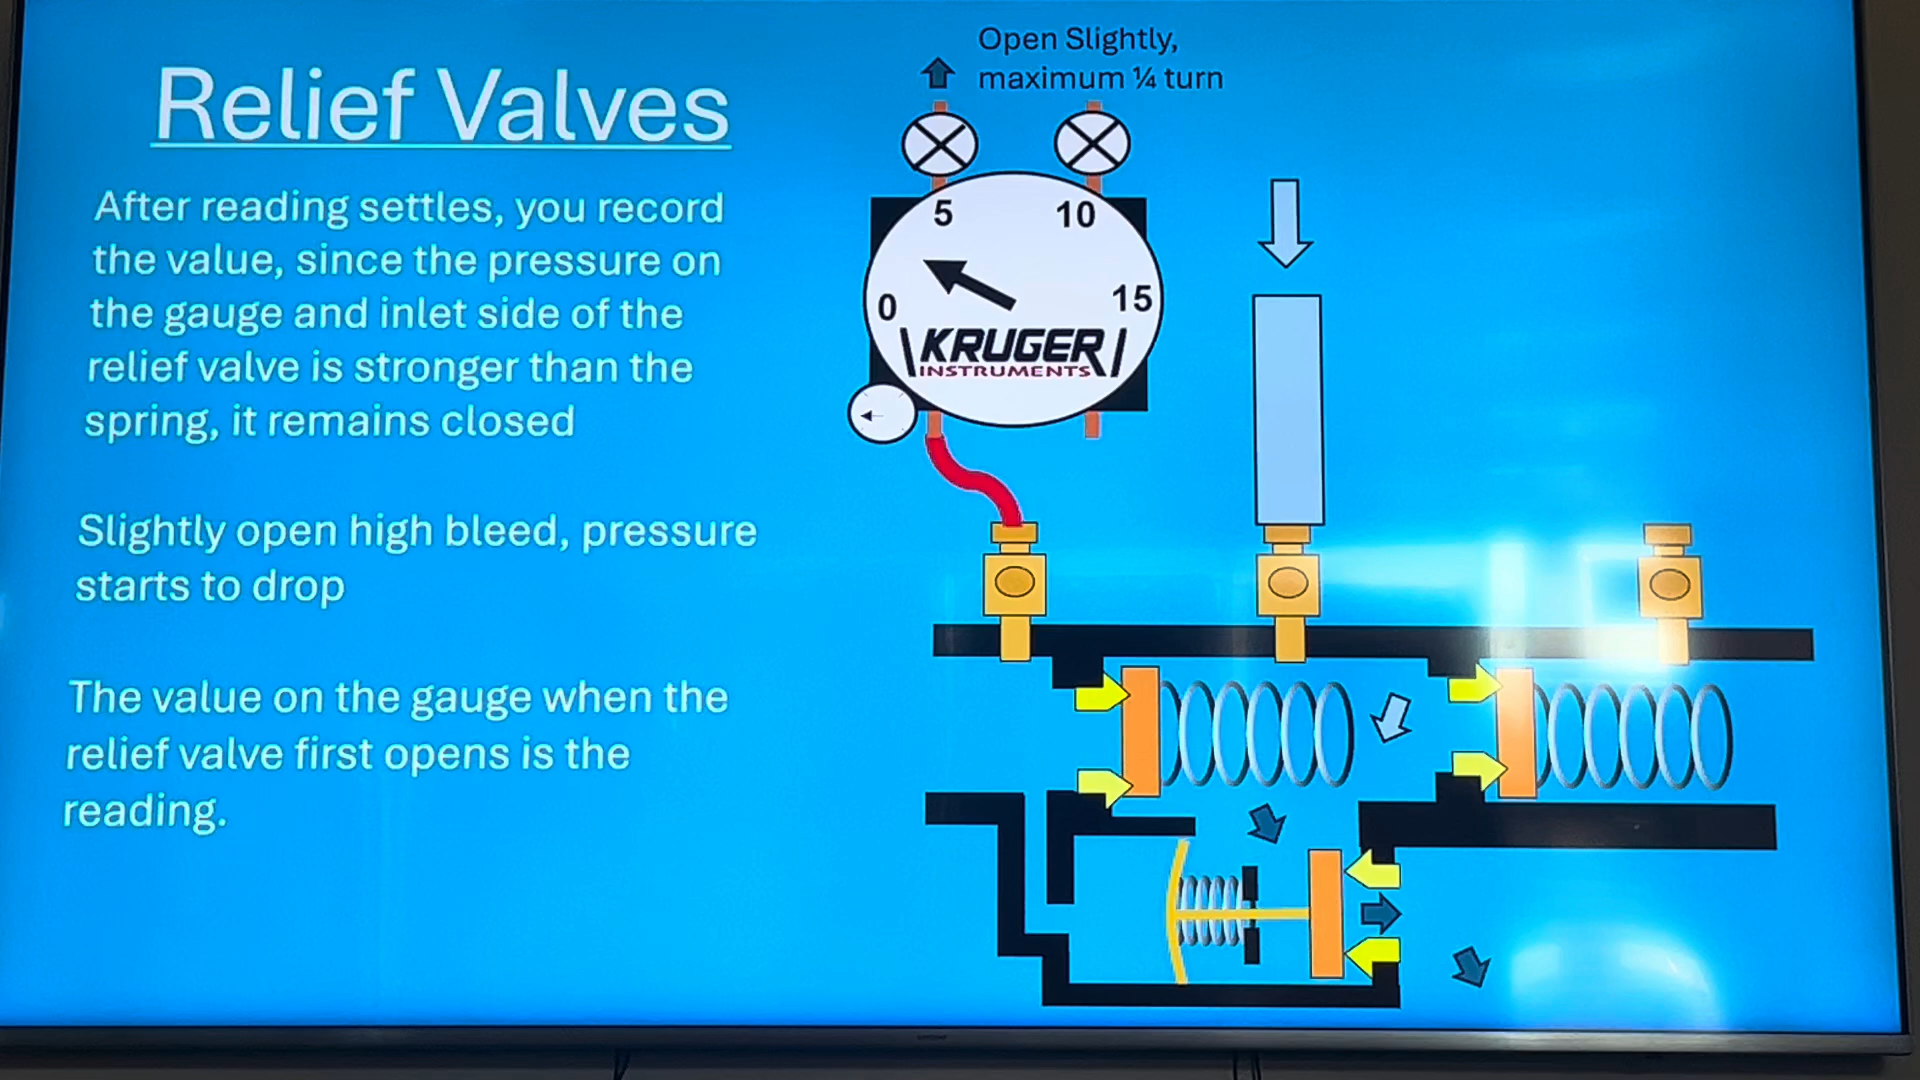 Relief Valves
After reading settles, you record
the value, since the pressure on
the gauge and inlet side of the
relief valve is stronger than the
spring, it remains closed
Slightly open high bleed, pressure
starts to drop
The value on the gauge when the
relief valve first opens is the
reading.
Open Slightly,
maximum ¼ turn
5
10
0
15
KRUGER
INSTRUMENTS